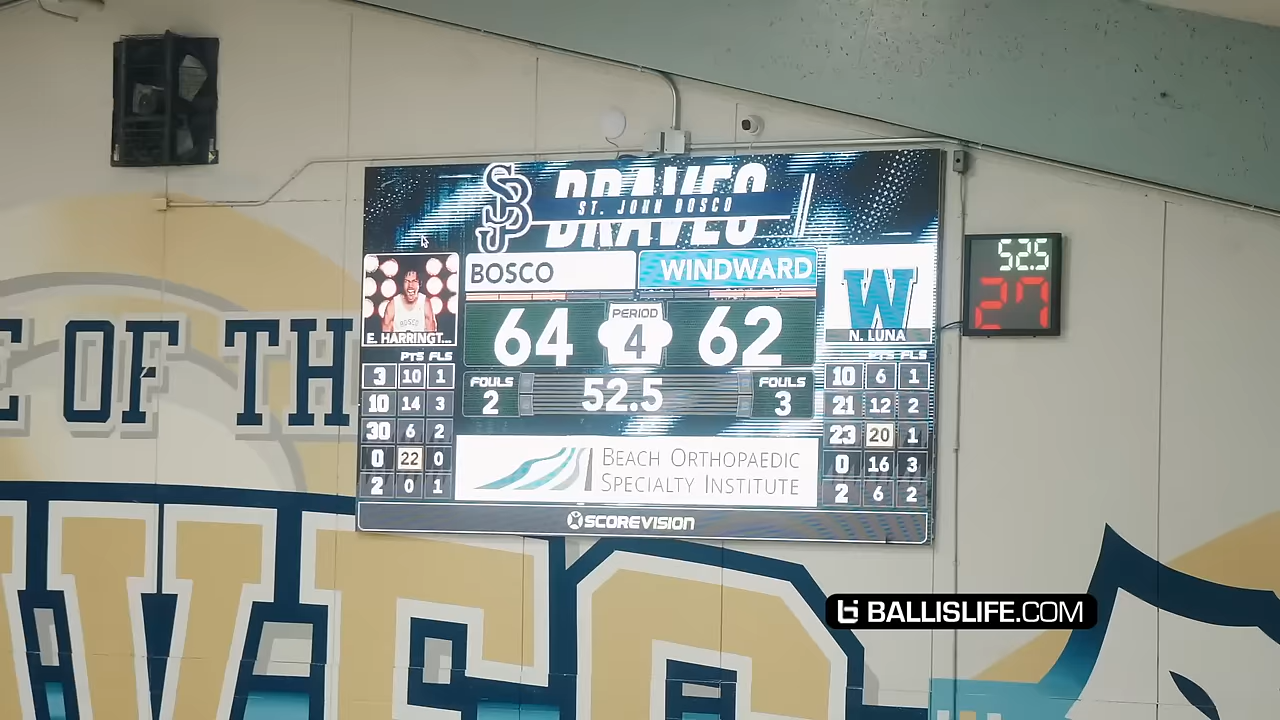 BRAVES
ST. JOHN BOSCO
BRAVES
BOSCO
WINDWARD
52.5
27
E. HARRINGT...
64
PERIOD
4
62
N. LUNA
PTS FLS
3 10 1
10 14 3
30 6 2
0 22 0
2 0 1
FOULS
2
52.5
FOULS
3
PTS FLS
10 6 1
21 12 2
23 20 1
0 16 3
2 6 2
BEACH ORTHOPAEDIC
SPECIALTY INSTITUTE
SCOREVISION
OF TH
BALLISLIFE.COM